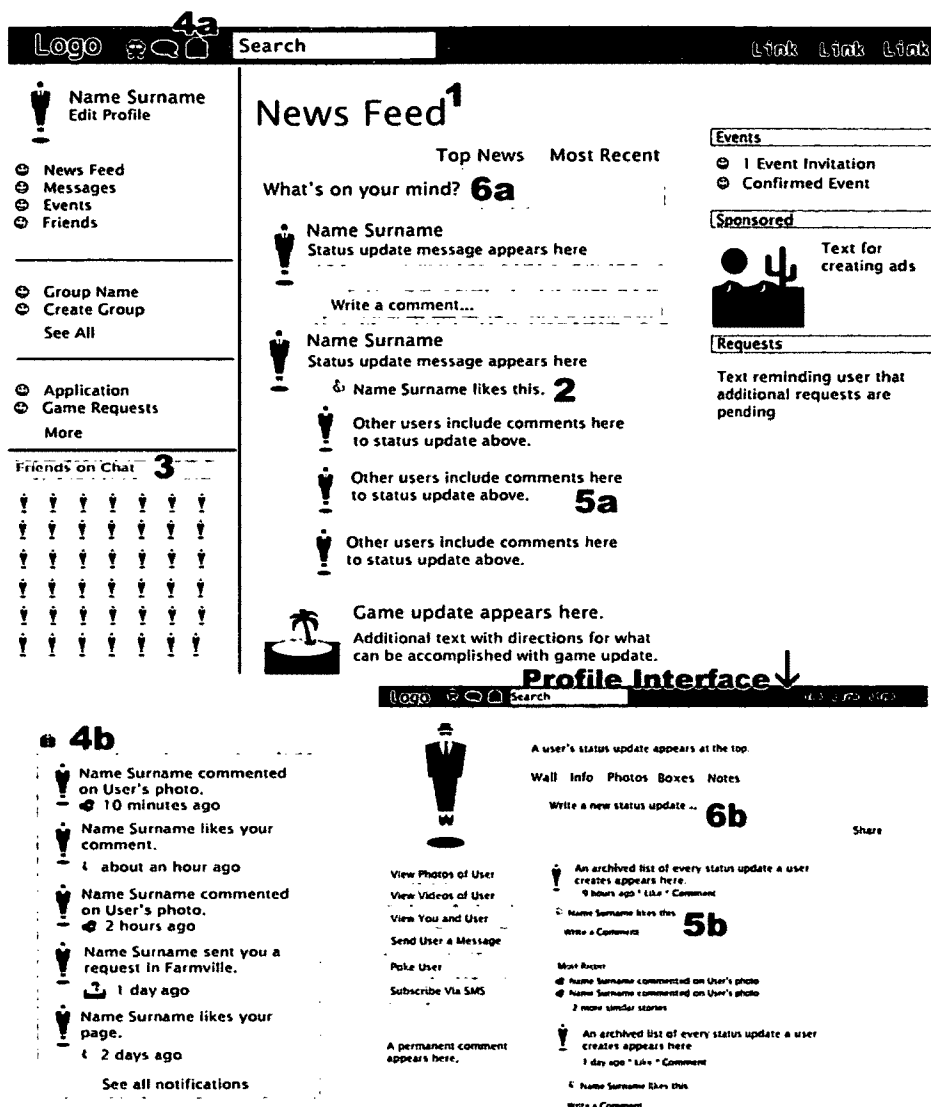 4a
Logo
Search
Link Link Link
Name Surname
Edit Profile
News Feed
Messages
Events
Friends
Group Name
Create Group
See All
Application
Game Requests
More
Friends on Chat 3
News Feed 1
Top News Most Recent
What's on your mind? 6a
Name Surname
Status update message appears here
Write a comment...
Name Surname
Status update message appears here
Name Surname likes this. 2
Other users include comments here
to status update above.
Other users include comments here
to status update above. 5a
Other users include comments here
to status update above.
Game update appears here.
Additional text with directions for what
can be accomplished with game update.
Events
1 Event Invitation
Confirmed Event
Sponsored
Text for
creating ads
Requests
Text reminding user that
additional requests are
pending
4b
Name Surname commented
on User's photo.
10 minutes ago
Name Surname likes your
comment.
about an hour ago
Name Surname commented
on User's photo.
2 hours ago
Name Surname sent you a
request in Farmville.
1 day ago
Name Surname likes your
page.
2 days ago
See all notifications
Profile Interface ↓
Logo
Search
A user's status update appears at the top.
Wall Info Photos Boxes Notes
Write a new status update ... 6b
Share
View Photos of User
View Videos of User
View You and User
Send User a Message
Poke User
Subscribe Via SMS
A permanent comment
appears here.
An archived list of every status update a user
creates appears here.
9 hours ago * Like * Comment
Name Surname likes this
Write a Comment 5b
Most Recent
Name Surname commented on User's photo
Name Surname commented on User's photo
2 more similar stories
An archived list of every status update a user
creates appears here
1 day ago * Like * Comment
Name Surname likes this
Write a Comment